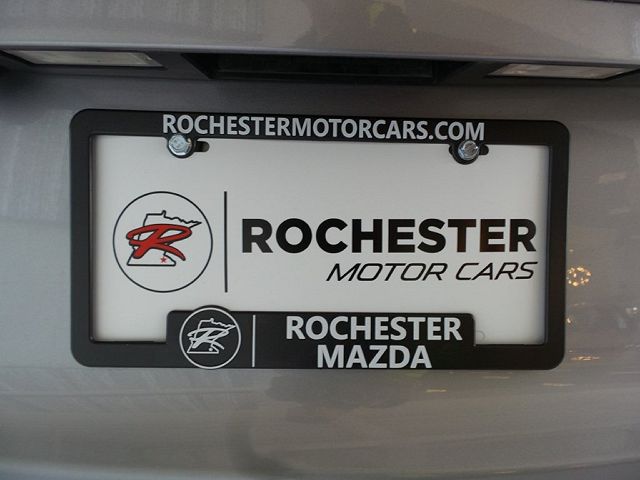 ROCHESTERMOTORCARS.COM
R
ROCHESTER
MOTOR CARS
R
ROCHESTER
MAZDA